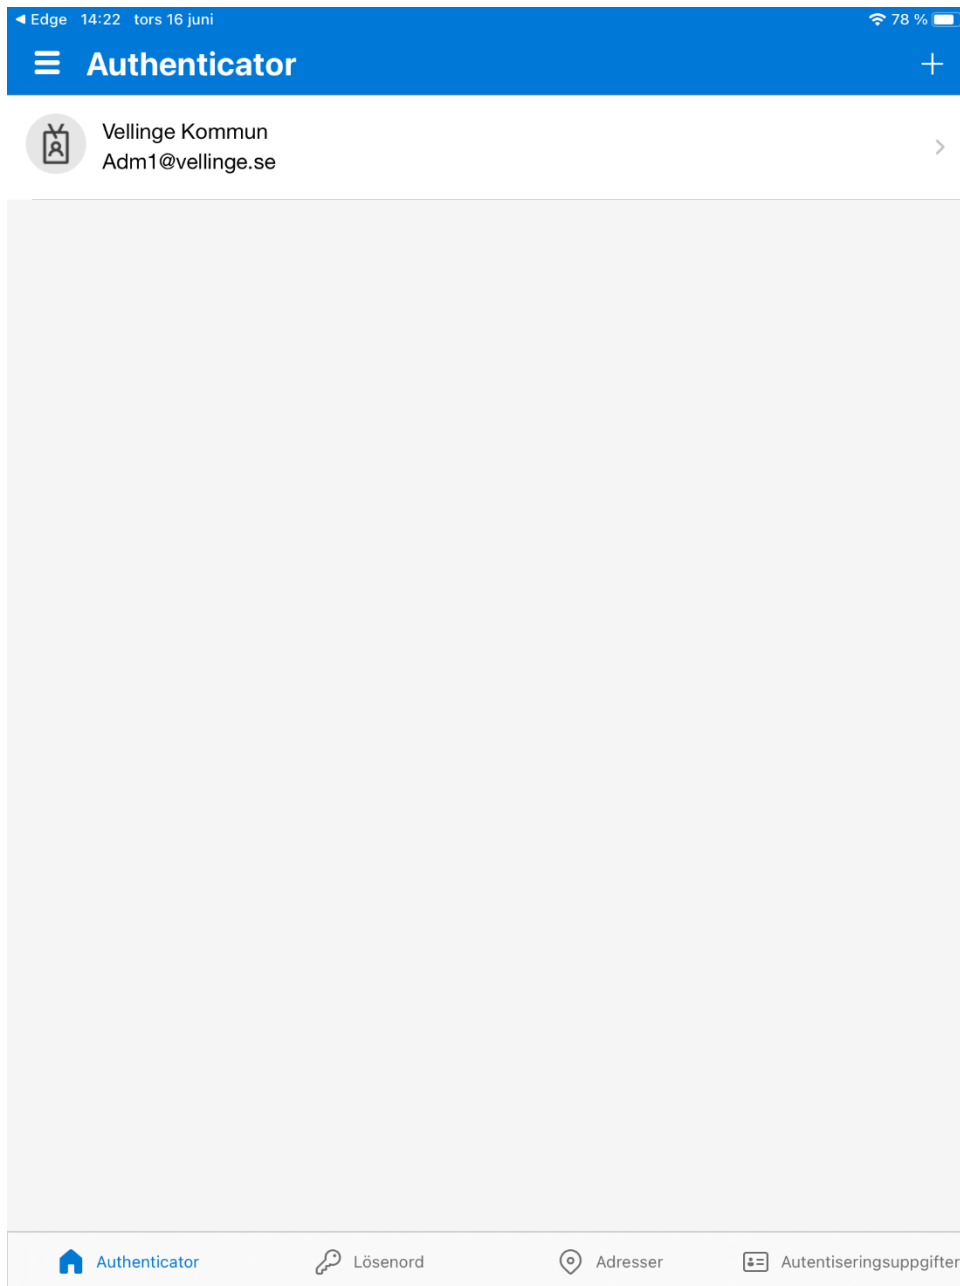 ◀ Edge 14:22 tors 16 juni 78 %
Authenticator
Vellinge Kommun
Adm1@vellinge.se
Authenticator Lösenord Adresser Autentiseringsuppgifter